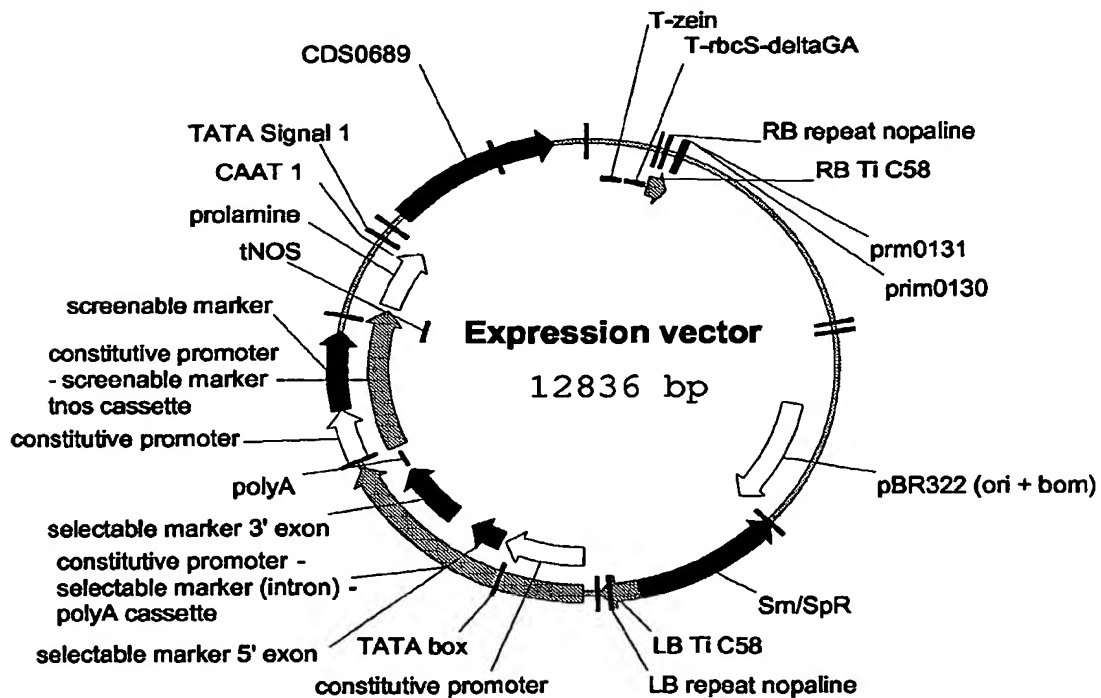 T-zein
T-rbcS-deltaGA
CDS0689
RB repeat nopaline
RB Ti C58
TATA Signal 1
CAAT 1
prolamine
tNOS
prm0131
prim0130
screenable marker
Expression vector
12836 bp
constitutive promoter
- screenable marker
tnos cassette
constitutive promoter
polyA
pBR322 (ori + bom)
selectable marker 3' exon
constitutive promoter -
selectable marker (intron) -
polyA cassette
Sm/SpR
selectable marker 5' exon
TATA box
LB Ti C58
constitutive promoter
LB repeat nopaline